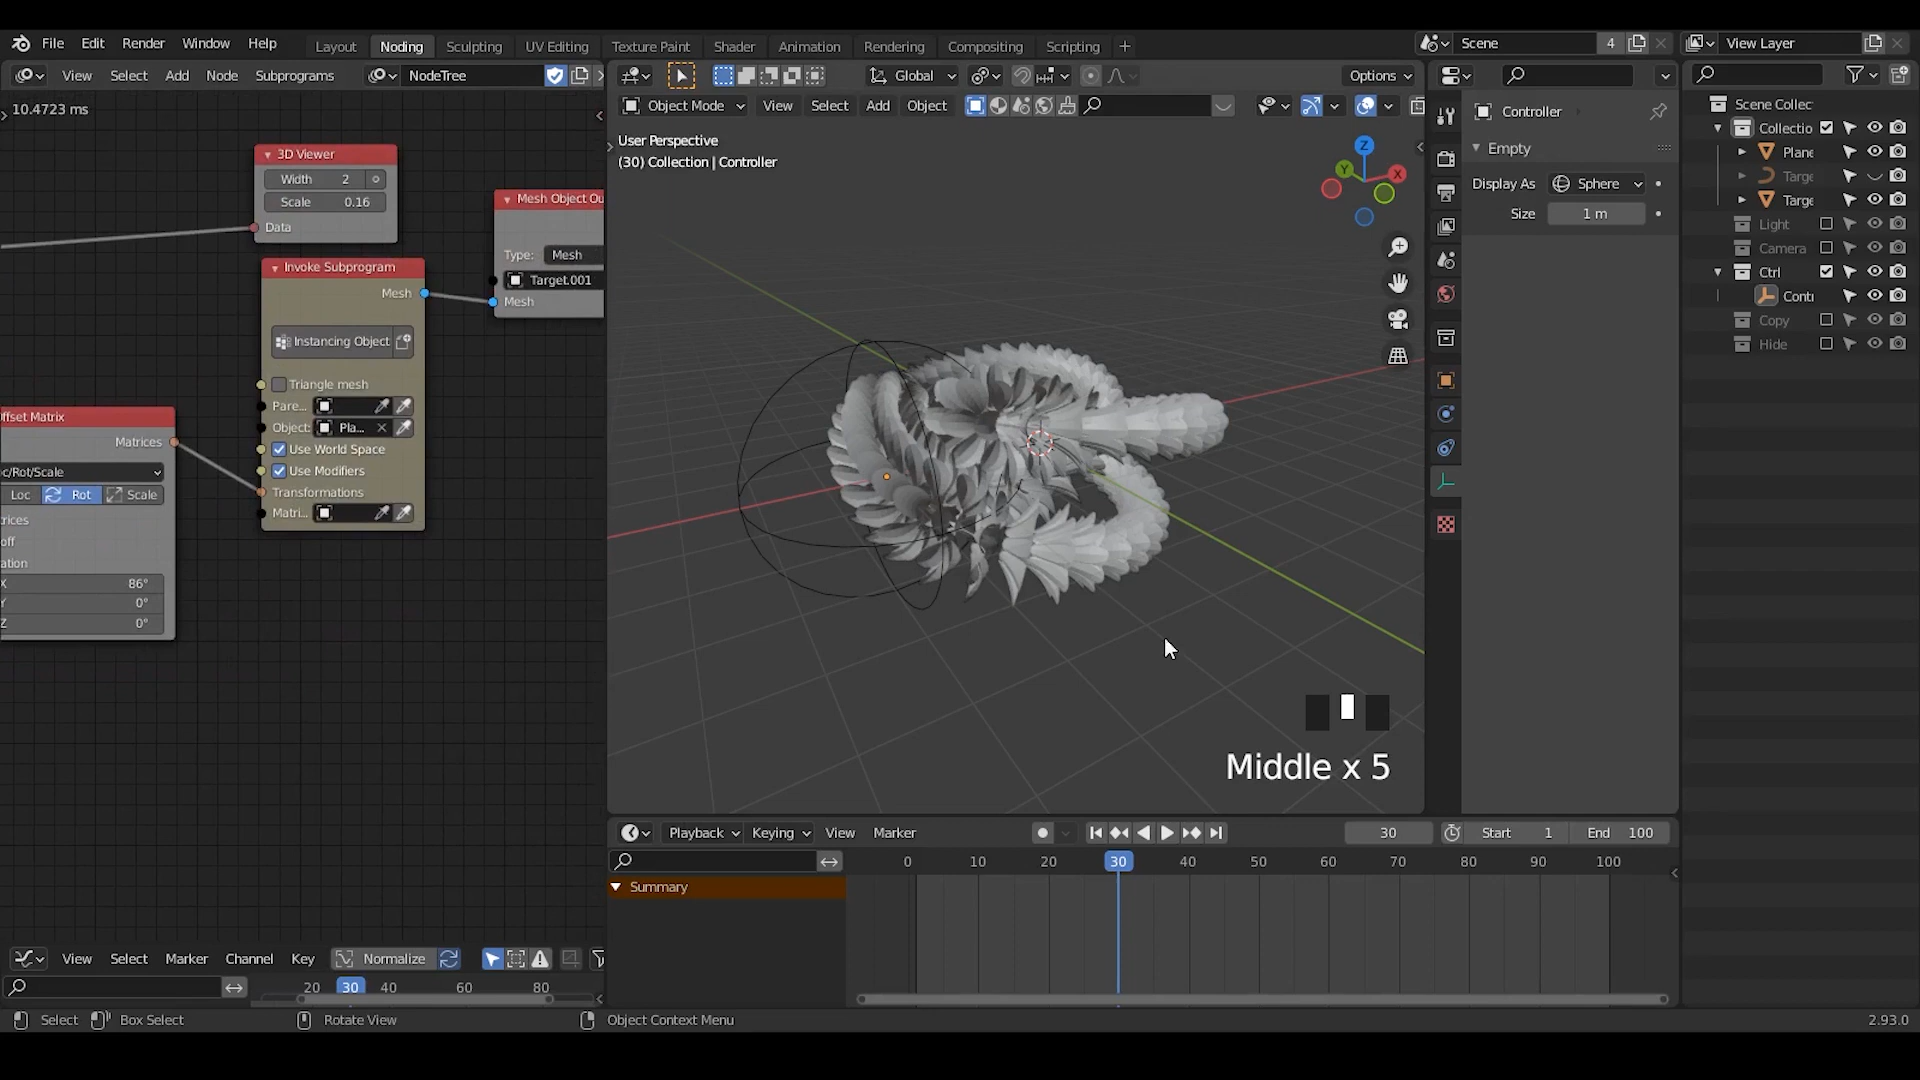 File Edit Render Window Help Layout Noding Sculpting UV Editing Texture Paint Shader Animation Rendering Compositing Scripting Scene 4 View Layer
View Select Add Node Subprograms NodeTree Global Options
Object Mode View Select Add Object
10.4723 ms
3D Viewer
Width 2
Scale 0.16
Data
Mesh Object Ou
Type: Mesh
Target.001
Mesh
Invoke Subprogram
Mesh
Instancing Object
Triangle mesh
Pare...
Object: Pla...
Use World Space
Use Modifiers
Transformations
Matri...
ffset Matrix
Matrices
c/Rot/Scale
Loc Rot Scale
trices
off
ation
X 86°
Y 0°
Z 0°
User Perspective
(30) Collection | Controller
Z
Y
X
Middle x 5
Controller
Empty
Display As Sphere
Size 1 m
Scene Collec
Collectio
Plane
Targe
Targe
Light
Camera
Ctrl
Conti
Copy
Hide
Playback Keying View Marker 30 Start 1 End 100
0 10 20 30 40 50 60 70 80 90 100
Summary
View Select Marker Channel Key Normalize
20 30 40 60 80
Select Box Select Rotate View Object Context Menu 2.93.0